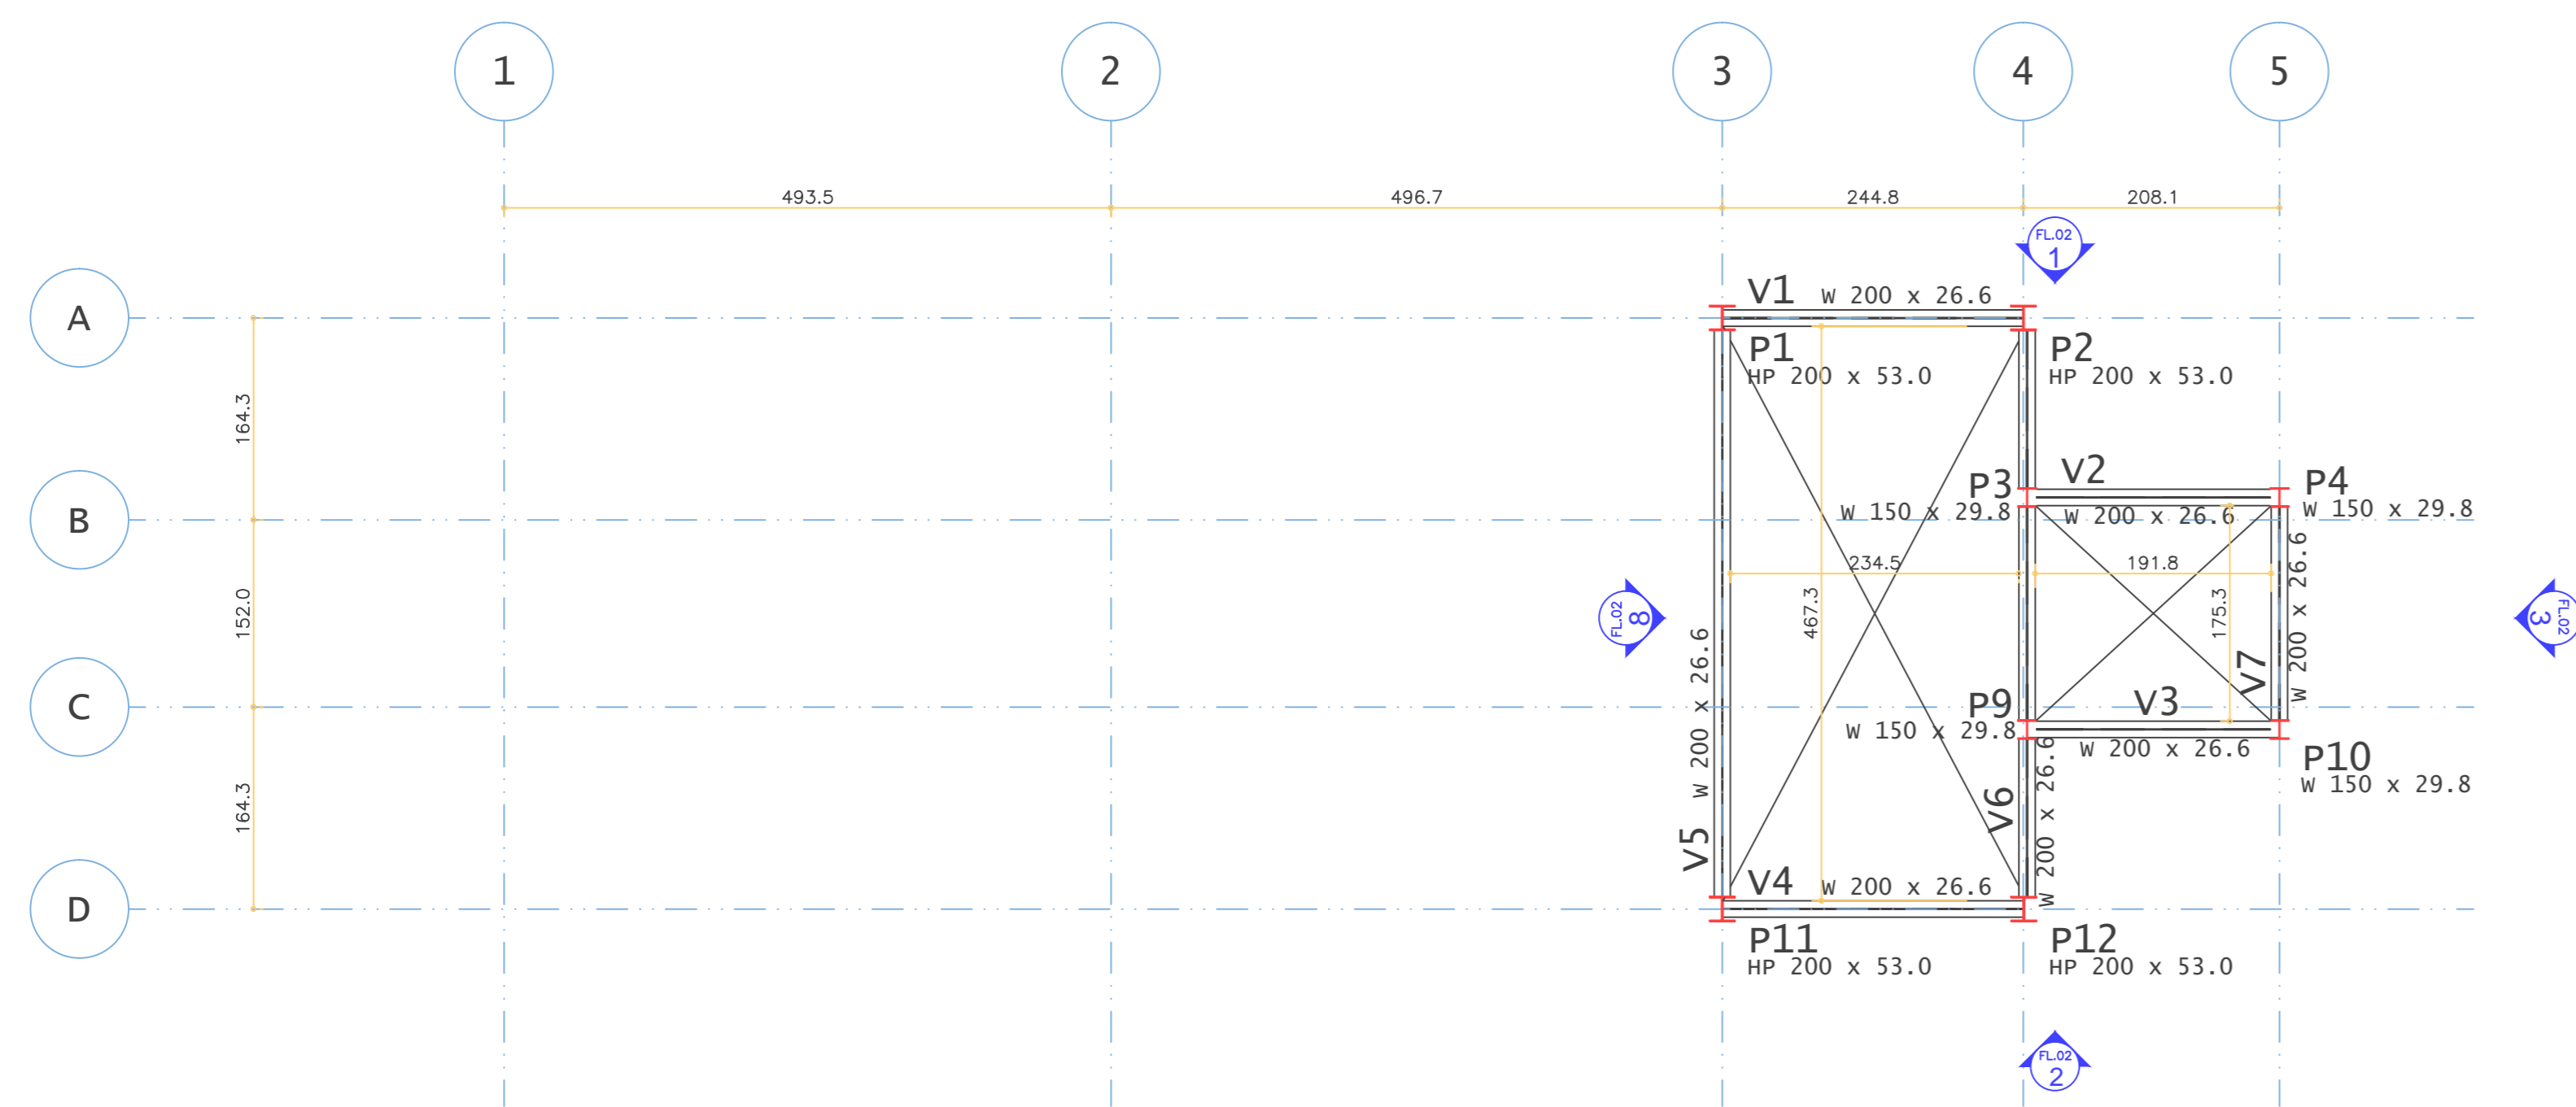 1
2
3
4
5
493.5
496.7
244.8
208.1
FL.02
1
A
B
C
D
164.3
152.0
164.3
V1
W 200 x 26.6
P1
HP 200 x 53.0
P2
HP 200 x 53.0
V2
W 200 x 26.6
P3
W 150 x 29.8
P4
W 150 x 29.8
234.5
467.3
191.8
175.3
W 200 x 26.6
V7
FL.02
8
FL.02
3
V5
W 200 x 26.6
P9
W 150 x 29.8
V3
W 200 x 26.6
P10
W 150 x 29.8
V6
W 200 x 26.6
V4
W 200 x 26.6
P11
HP 200 x 53.0
P12
HP 200 x 53.0
FL.02
2